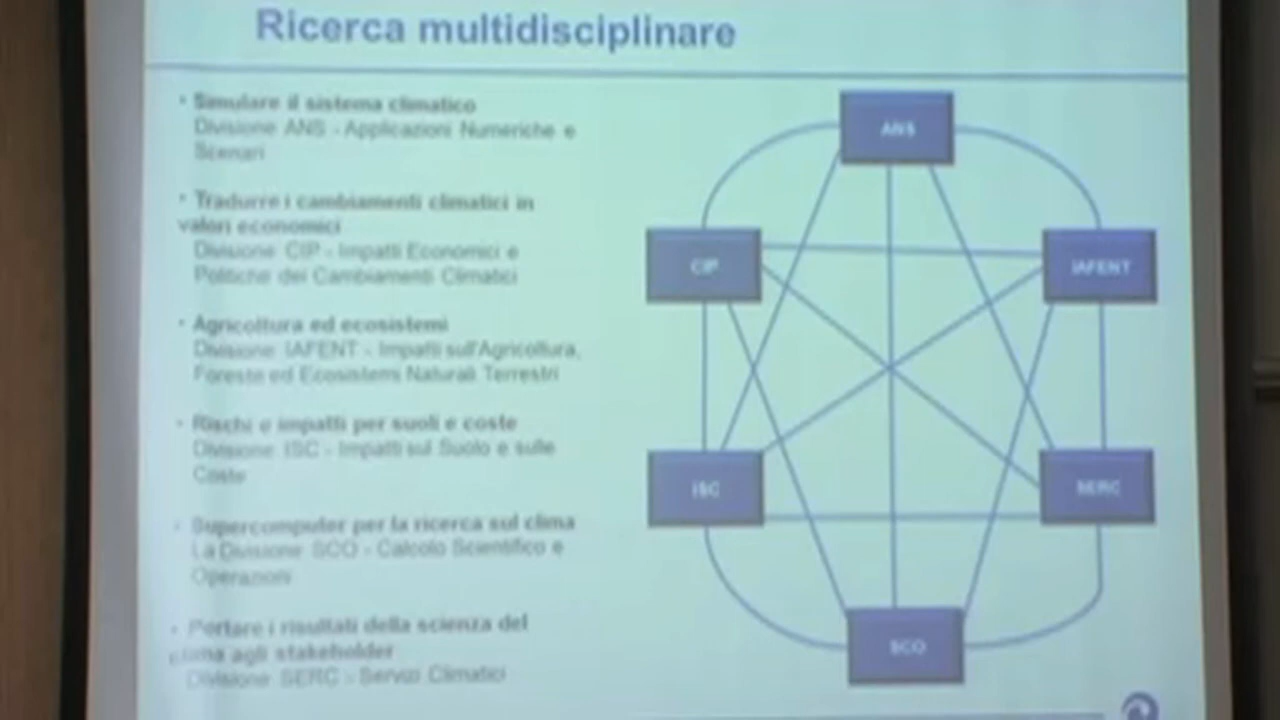 Ricerca multidisciplinare
• Simulare il sistema climatico
Divisione ANS - Applicazioni Numeriche e
Scenari
• Tradurre i cambiamenti climatici in
valori economici
Divisione CIP - Impatti Economici e
Politiche dei Cambiamenti Climatici
• Agricoltura ed ecosistemi
Divisione IAFENT - Impatti sull'Agricoltura,
Foreste ed Ecosistemi Naturali Terrestri
• Rischi e impatti per suoli e coste
Divisione ISC - Impatti sul Suolo e sulle
Coste
• Supercomputer per la ricerca sul clima
La Divisione SCO - Calcolo Scientifico e
Operazioni
• Portare i risultati della scienza del
clima agli stakeholder
Divisione SERC - Servizi Climatici
ANS
CIP
IAFENT
ISC
SERC
SCO